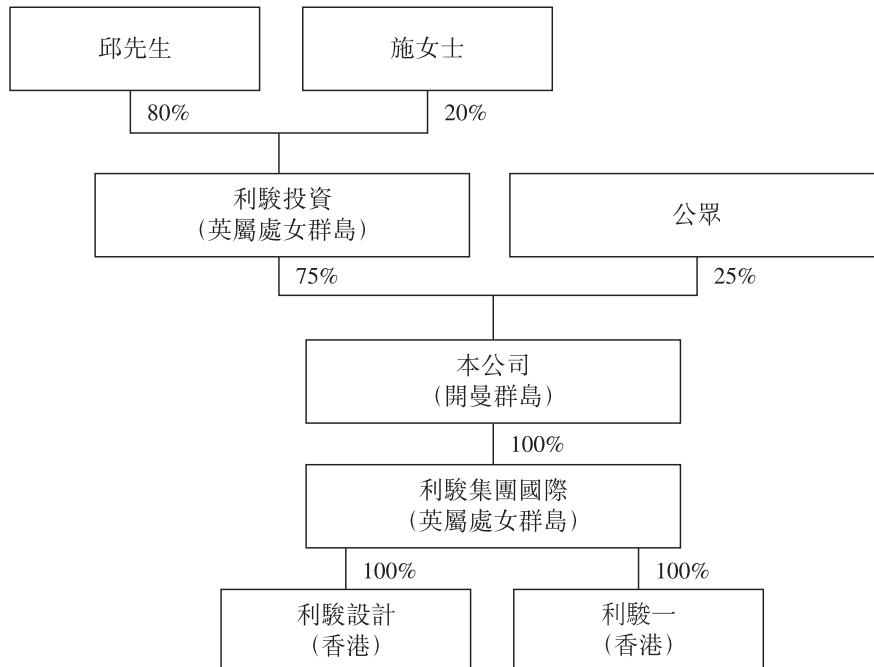 邱先生
施女士
80%
20%
利駿投資
(英屬處女群島)
公眾
75%
25%
本公司
(開曼群島)
100%
利駿集團國際
(英屬處女群島)
100%
100%
利駿設計
(香港)
利駿一
(香港)